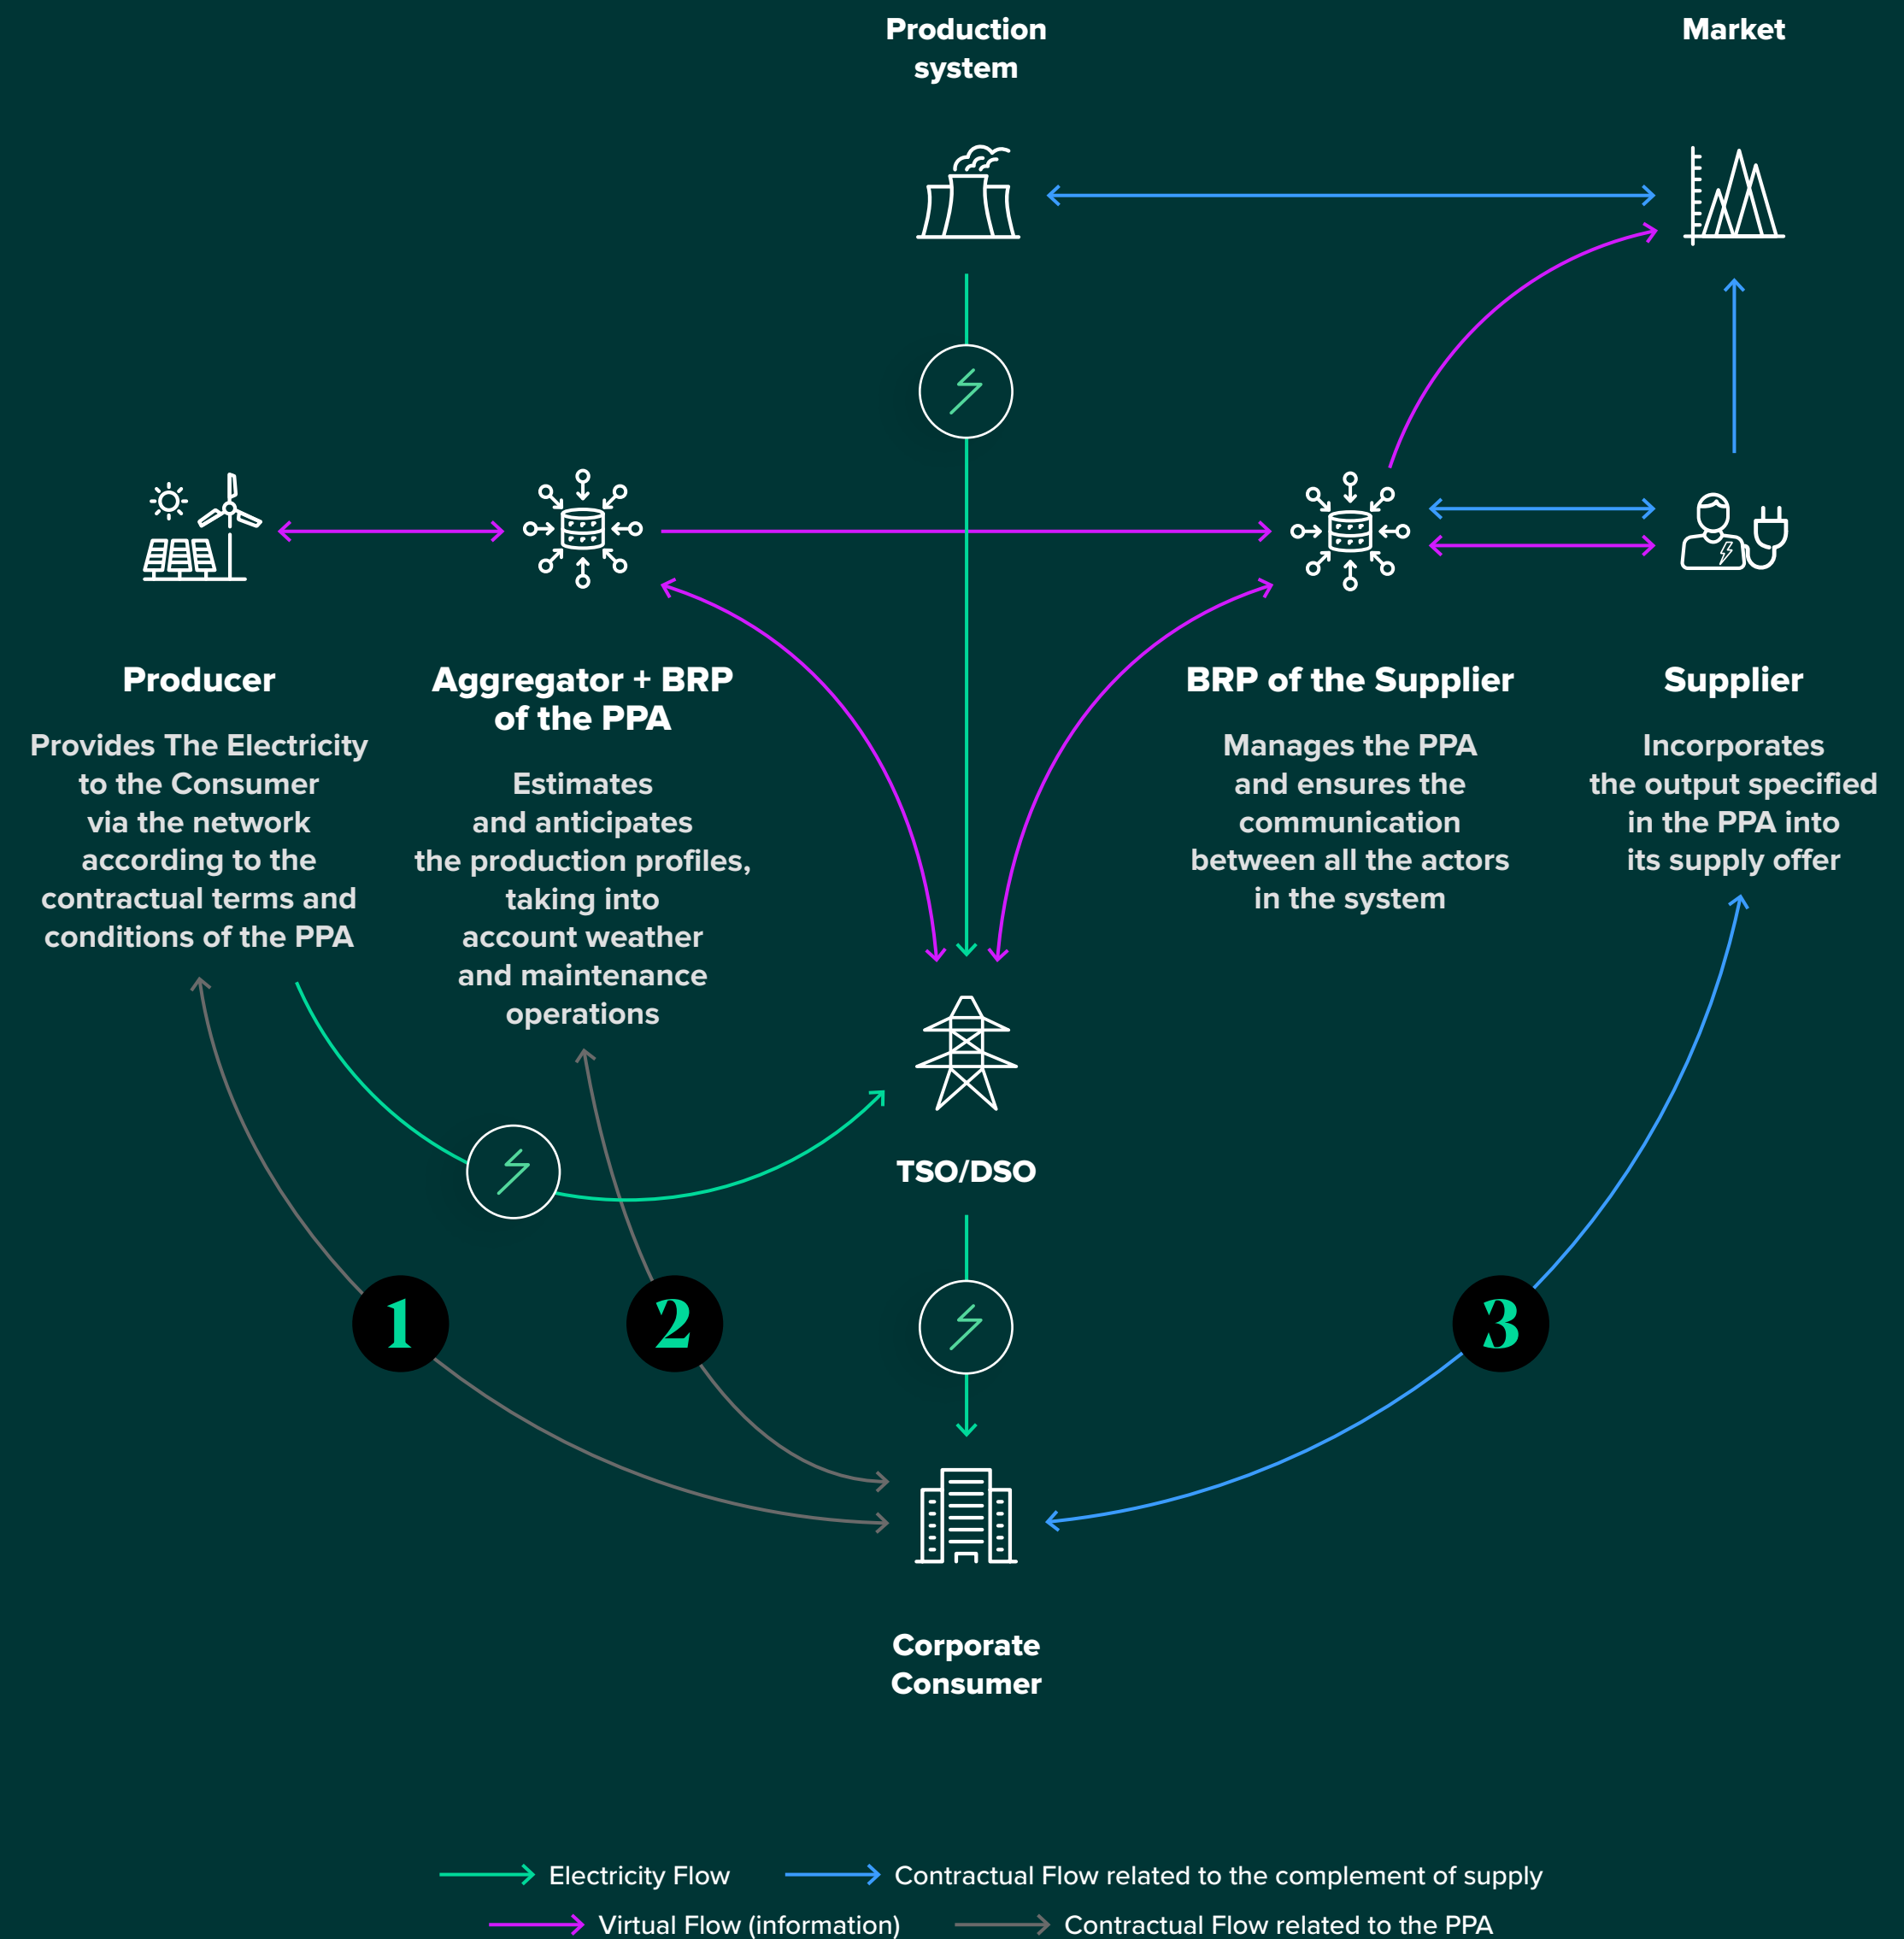 Production
system
Market
Producer
Provides The Electricity
to the Consumer
via the network
according to the
contractual terms and
conditions of the PPA
Aggregator + BRP
of the PPA
Estimates
and anticipates
the production profiles,
taking into
account weather
and maintenance
operations
BRP of the Supplier
Manages the PPA
and ensures the
communication
between all the actors
in the system
Supplier
Incorporates
the output specified
in the PPA into
its supply offer
TSO/DSO
1
2
3
Corporate
Consumer
Electricity Flow
Contractual Flow related to the complement of supply
Virtual Flow (information)
Contractual Flow related to the PPA